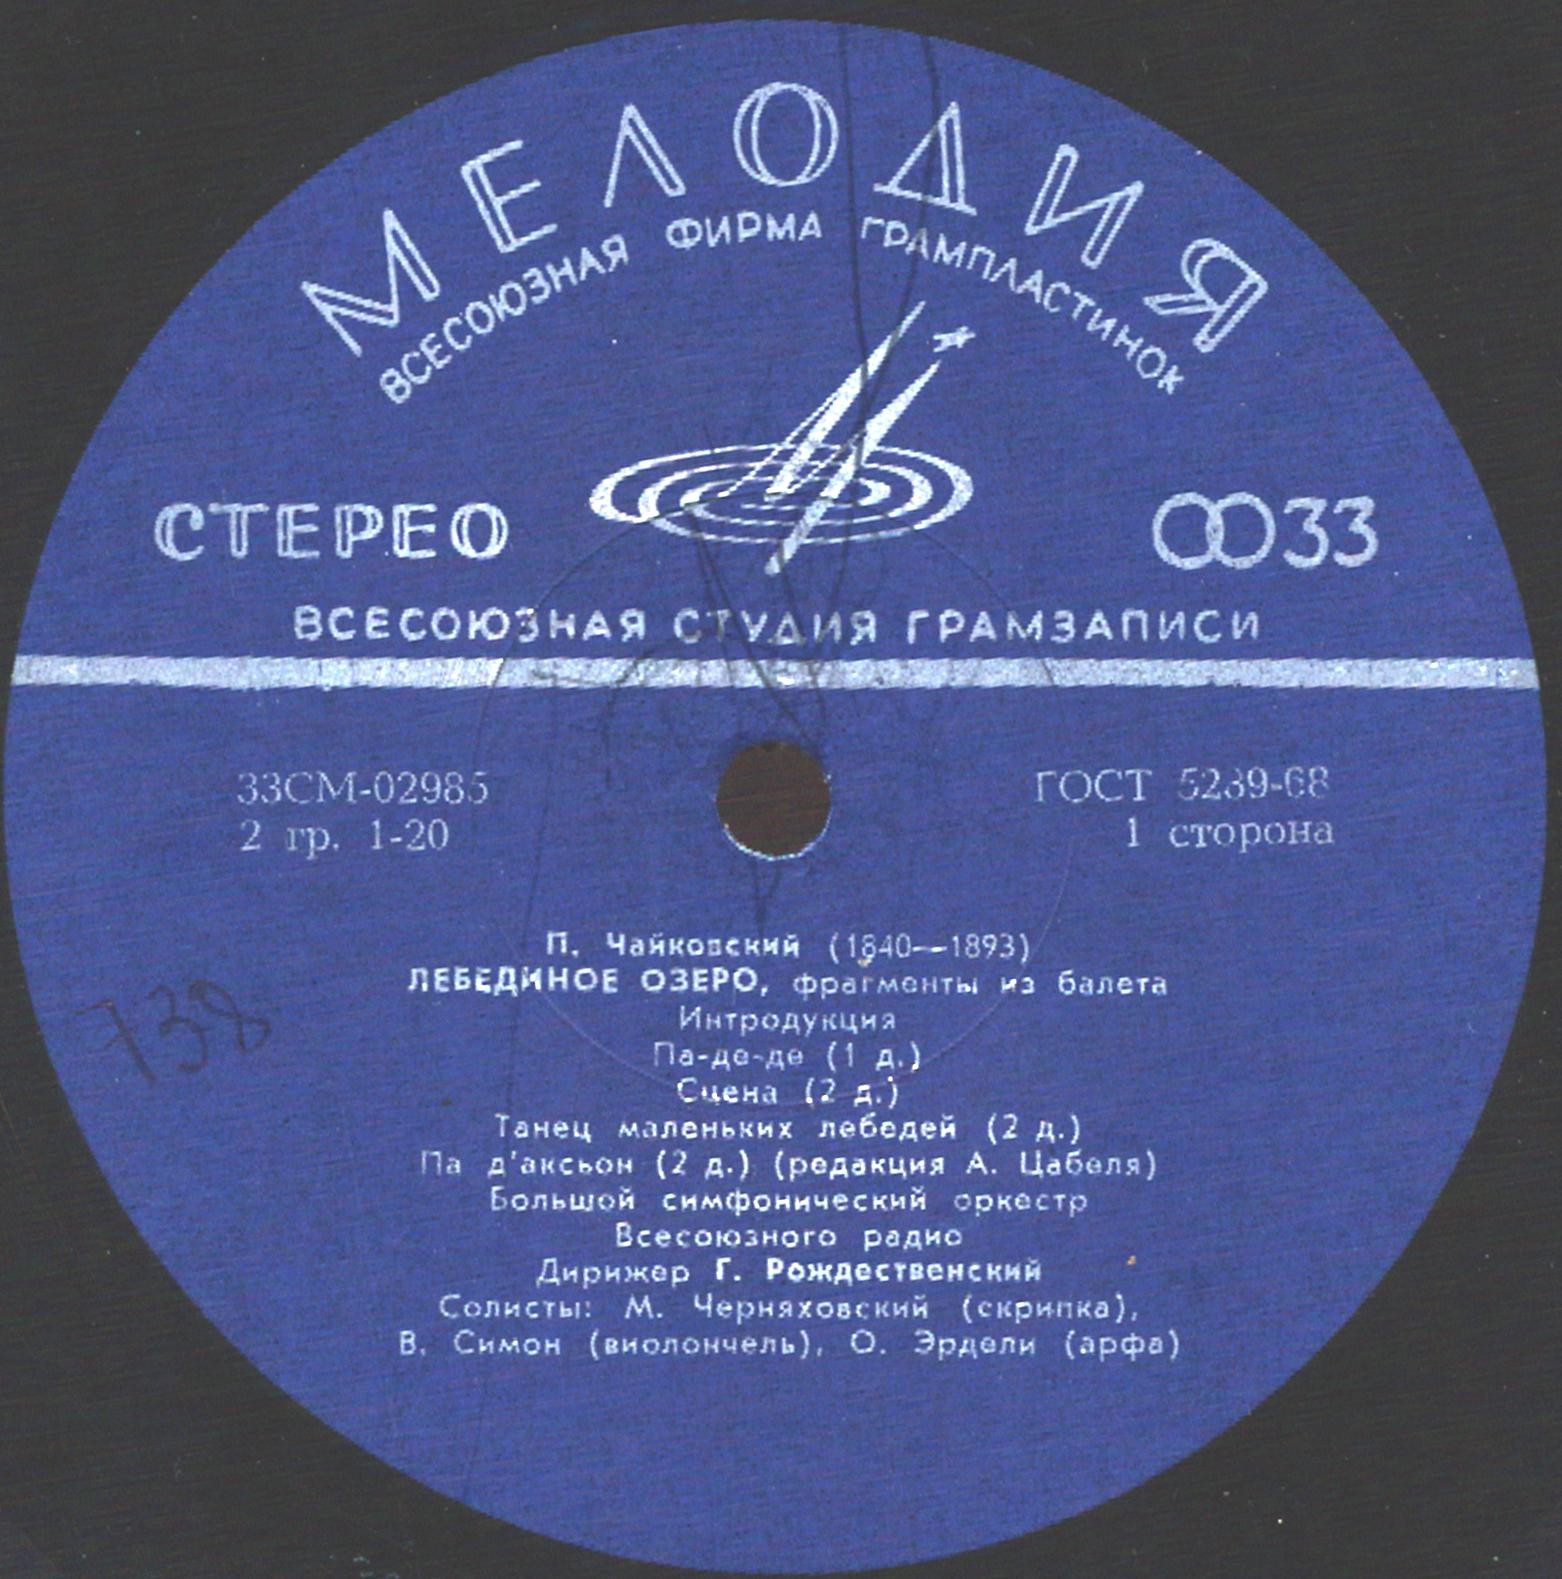 МЕЛОДИЯ
ВСЕСОЮЗНАЯ ФИРМА ГРАМПЛАСТИНОК
СТЕРЕО
33
ВСЕСОЮЗНАЯ СТУДИЯ ГРАМЗАПИСИ
33СМ-02985
ГОСТ 5289-68
2 гр. 1-20
1 сторона
П. Чайковский (1840—1893)
ЛЕБЕДИНОЕ ОЗЕРО, фрагменты из балета
Интродукция
Па-де-де (1 д.)
Сцена (2 д.)
Танец маленьких лебедей (2 д.)
Па д'аксьон (2 д.) (редакция А. Цабеля)
Большой симфонический оркестр
Всесоюзного радио
Дирижер Г. Рождественский
Солисты: М. Черняховский (скрипка),
В. Симон (виолончель), О. Эрдели (арфа)
738